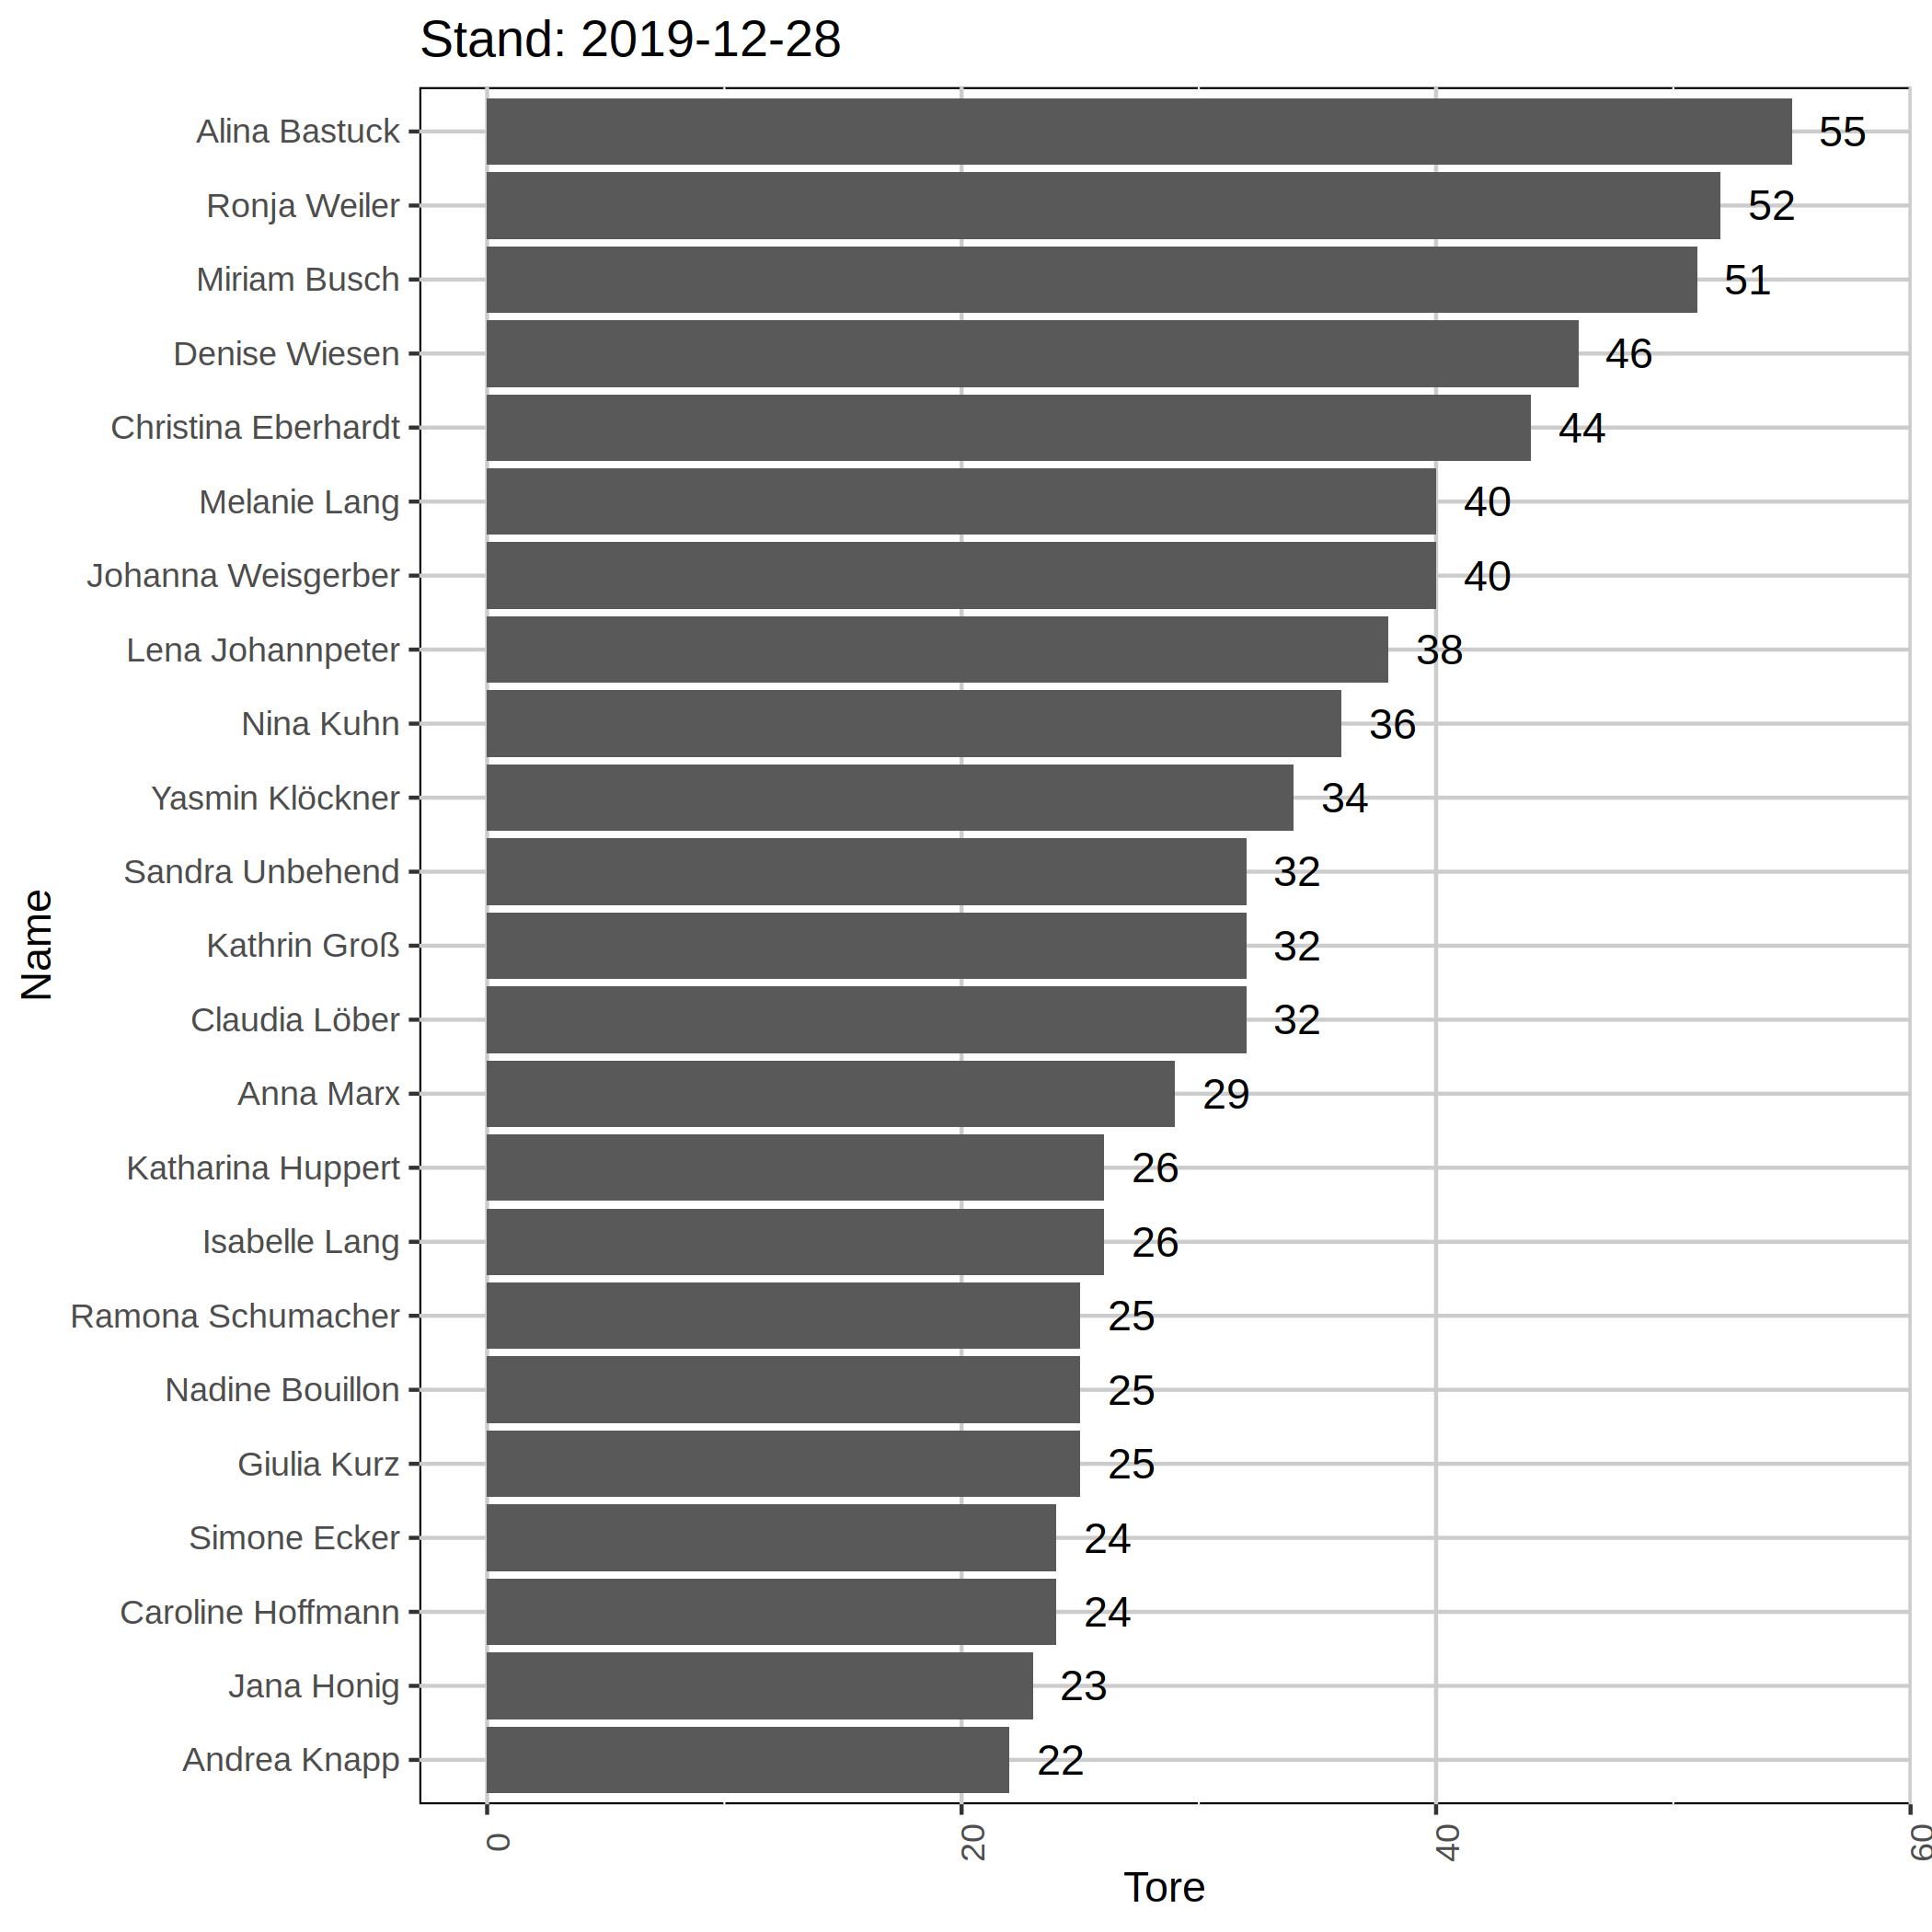 Stand: 2019-12-28
Alina Bastuck 55
Ronja Weiler 52
Miriam Busch 51
Denise Wiesen 46
Christina Eberhardt 44
Melanie Lang 40
Johanna Weisgerber 40
Lena Johannpeter 38
Nina Kuhn 36
Yasmin Klöckner 34
Sandra Unbehend 32
Kathrin Groß 32
Claudia Löber 32
Anna Marx 29
Katharina Huppert 26
Isabelle Lang 26
Ramona Schumacher 25
Nadine Bouillon 25
Giulia Kurz 25
Simone Ecker 24
Caroline Hoffmann 24
Jana Honig 23
Andrea Knapp 22
Name
0 20 40 60
Tore